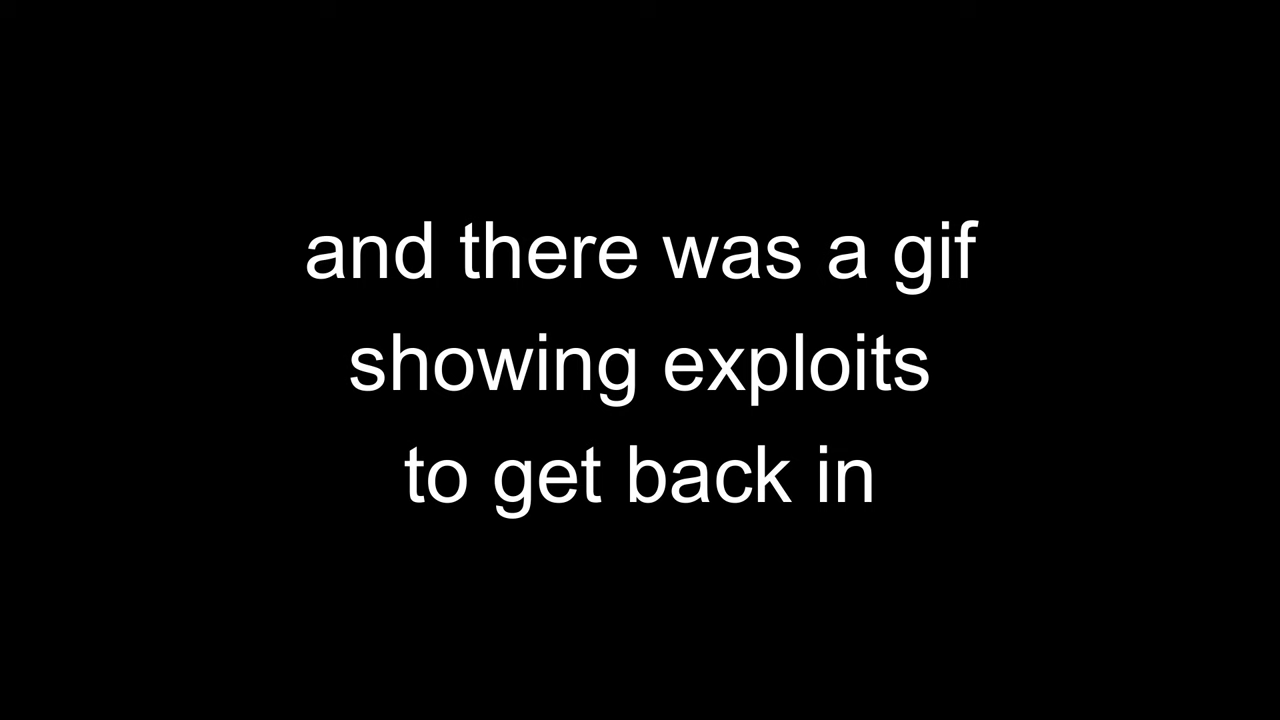 and there was a gif
showing exploits
to get back in